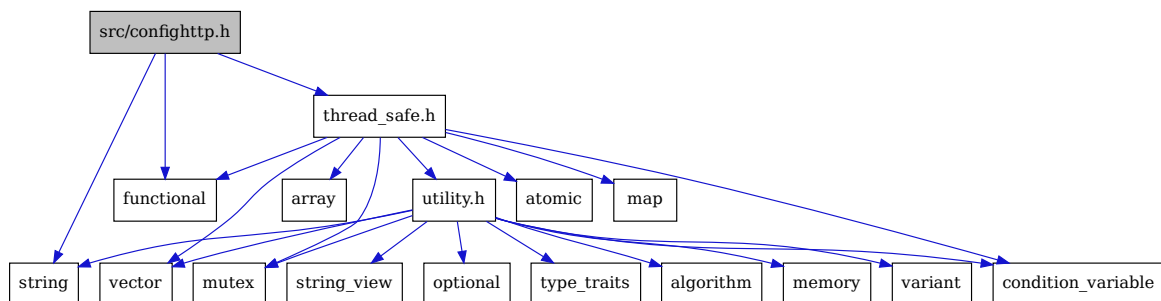 src/confighttp.h
thread_safe.h
functional
array
utility.h
atomic
map
string
vector
mutex
string_view
optional
type_traits
algorithm
memory
variant
condition_variable